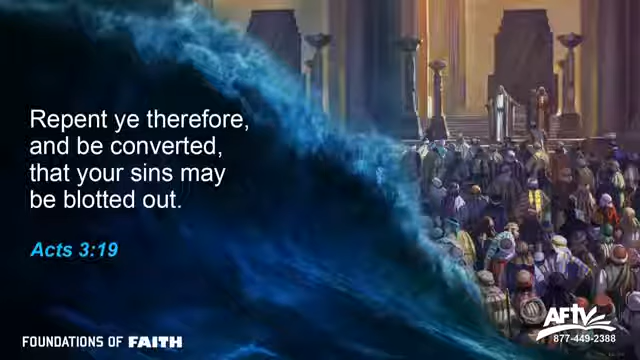 Repent ye therefore,
and be converted,
that your sins may
be blotted out.
Acts 3:19
FOUNDATIONS OF FAITH
AFtv
877-449-2388